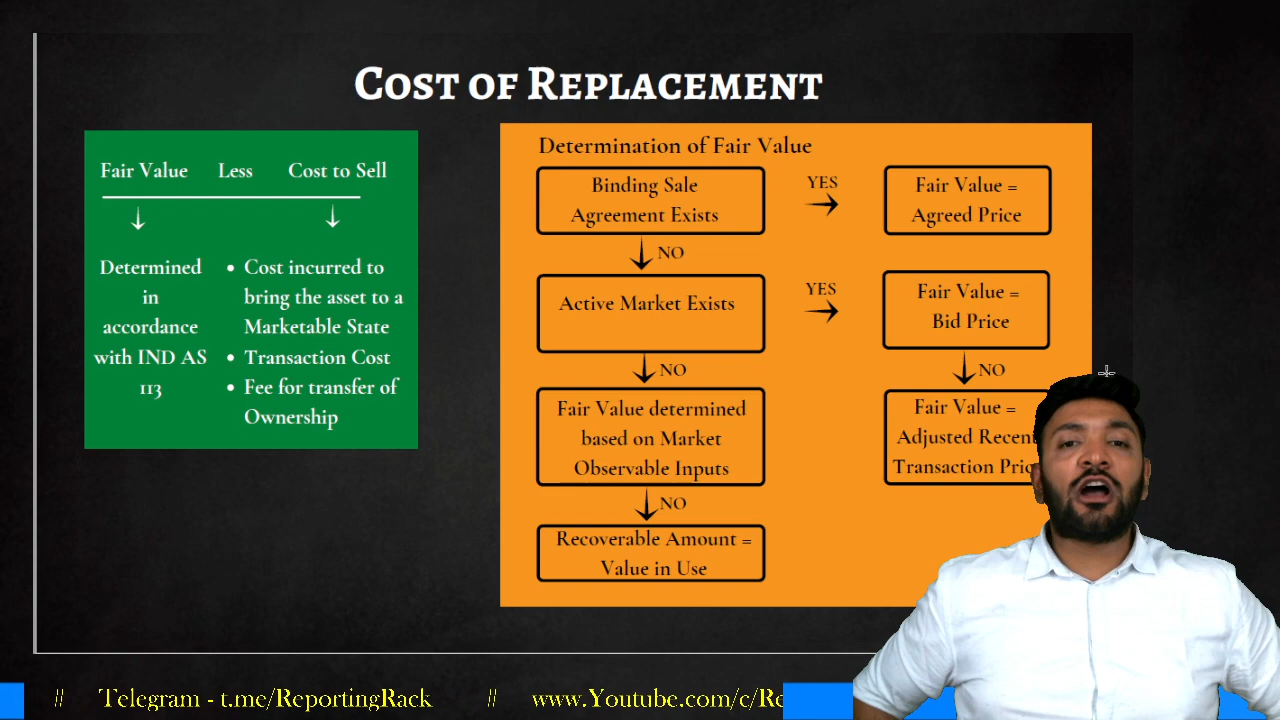 Cost of Replacement
Fair Value Less Cost to Sell
Determined
in
accordance
with IND AS
113
• Cost incurred to
bring the asset to a
Marketable State
• Transaction Cost
• Fee for transfer of
Ownership
Determination of Fair Value
Binding Sale
Agreement Exists
YES
Fair Value =
Agreed Price
NO
Active Market Exists
YES
Fair Value =
Bid Price
NO
NO
Fair Value determined
based on Market
Observable Inputs
Fair Value =
Adjusted Recent
Transaction
NO
Recoverable Amount =
Value in Use
// Telegram - t.me/ReportingRack // www.Youtube.com/c/Re